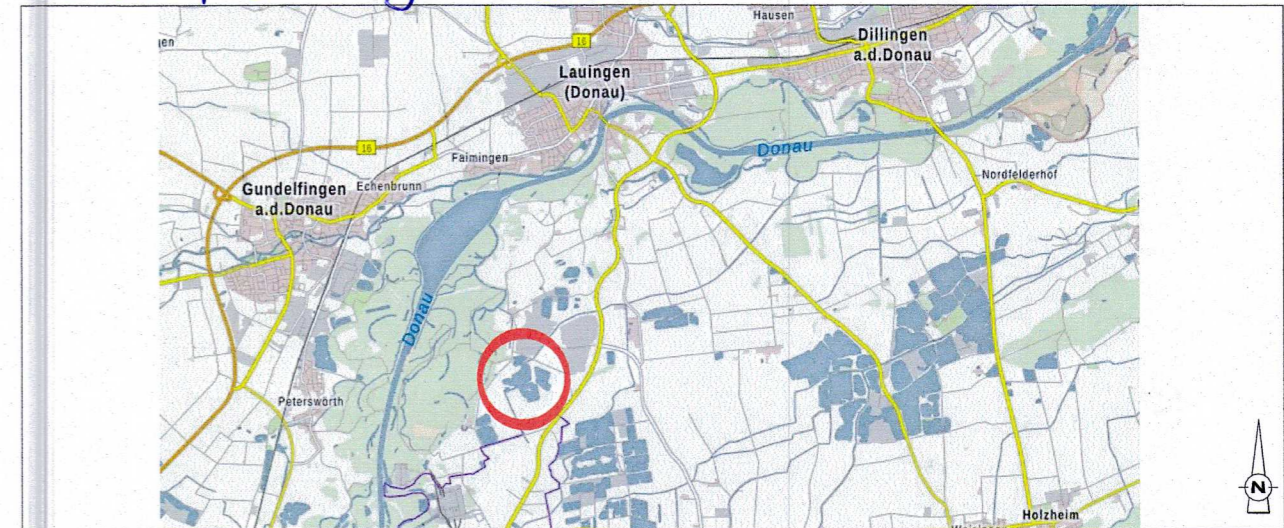 Hausen
Dillingen
a.d.Donau
16
Lauingen
(Donau)
16
Faimingen
Donau
Nordfelderhof
Gundelfingen
a.d.Donau
Echenbrunn
Donau
Peterswörth
N
Holzheim